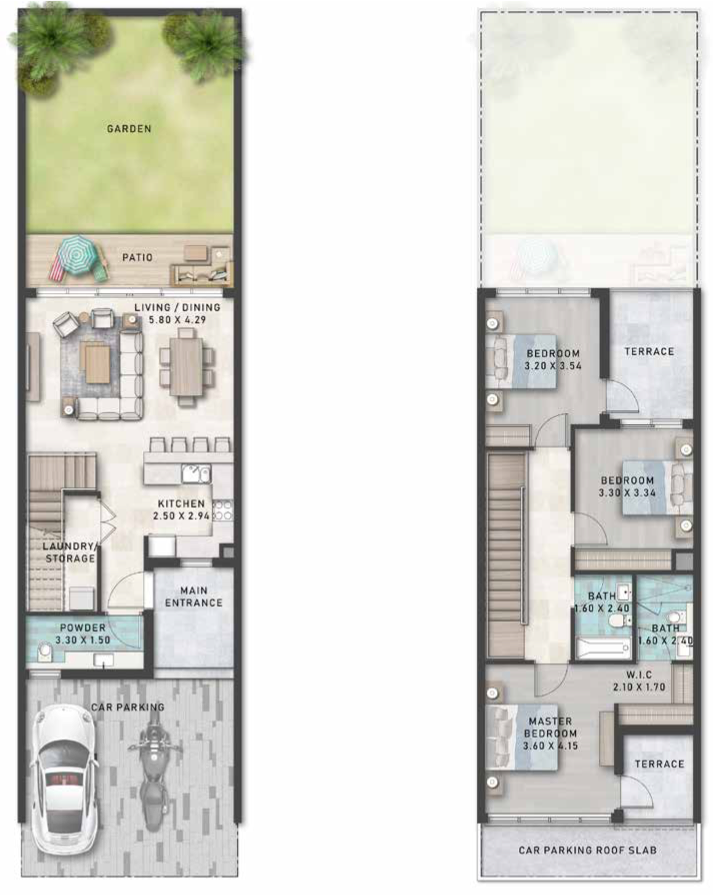 GARDEN
PATIO
LIVING / DINING
5.80 X 4.29
KITCHEN
2.50 X 2.94
LAUNDRY/
STORAGE
MAIN
ENTRANCE
POWDER
3.30 X 1.50
CAR PARKING
BEDROOM
3.20 X 3.54
TERRACE
BEDROOM
3.30 X 3.34
BATH
1.60 X 2.40
BATH
1.60 X 2.40
W.I.C
2.10 X 1.70
MASTER
BEDROOM
3.60 X 4.15
TERRACE
CAR PARKING ROOF SLAB